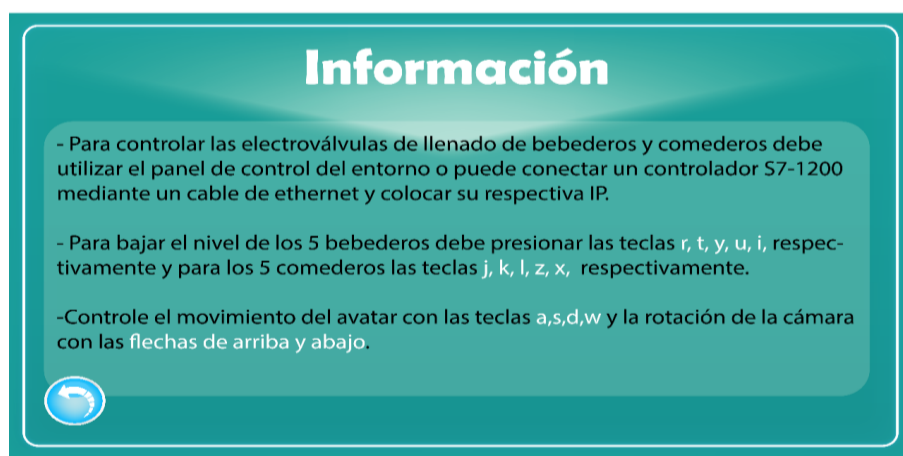 Información
- Para controlar las electroválvulas de llenado de bebederos y comederos debe
utilizar el panel de control del entorno o puede conectar un controlador S7-1200
mediante un cable de ethernet y colocar su respectiva IP.
- Para bajar el nivel de los 5 bebederos debe presionar las teclas r, t, y, u, i, respec-
tivamente y para los 5 comederos las teclas j, k, l, z, x, respectivamente.
-Controle el movimiento del avatar con las teclas a,s,d,w y la rotación de la cámara
con las flechas de arriba y abajo.